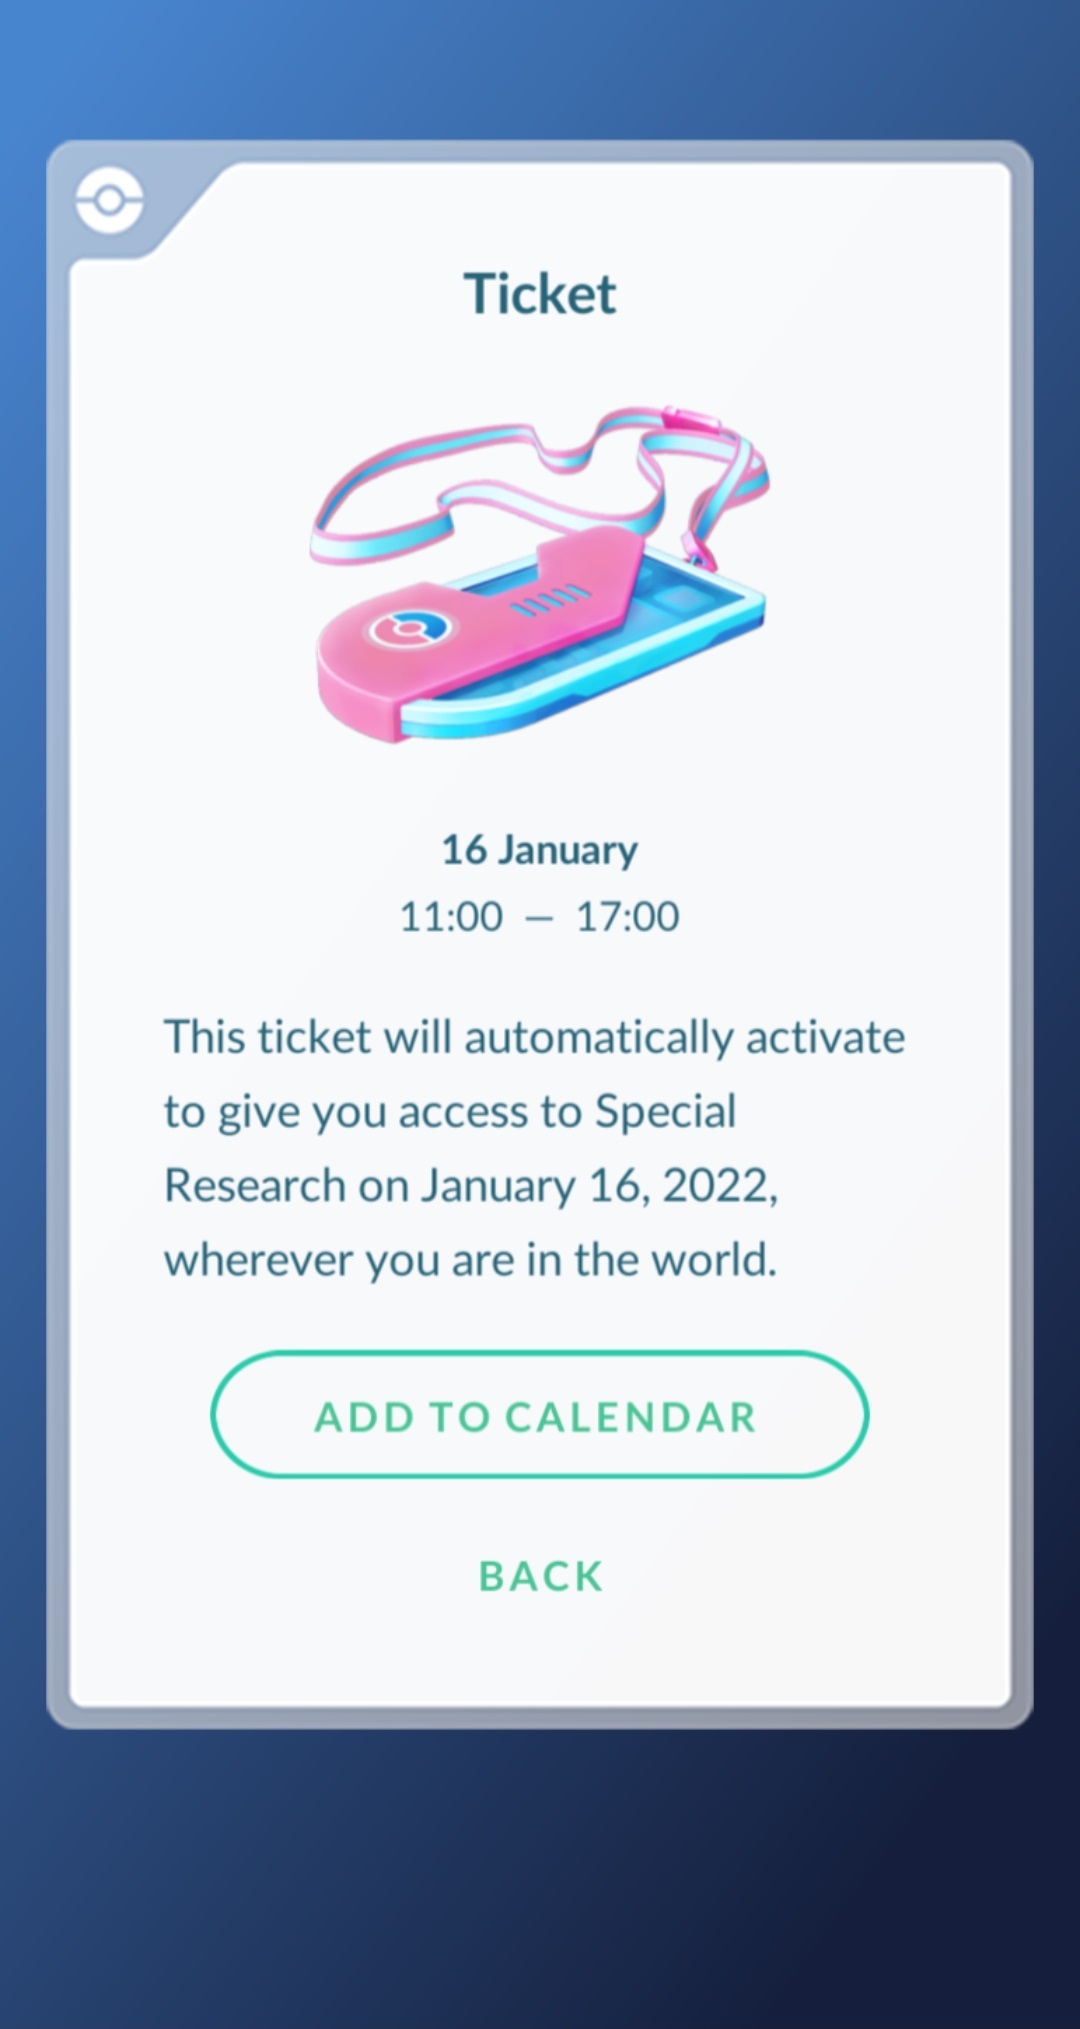 Ticket
16 January
11:00 — 17:00
This ticket will automatically activate
to give you access to Special
Research on January 16, 2022,
wherever you are in the world.
ADD TO CALENDAR
BACK